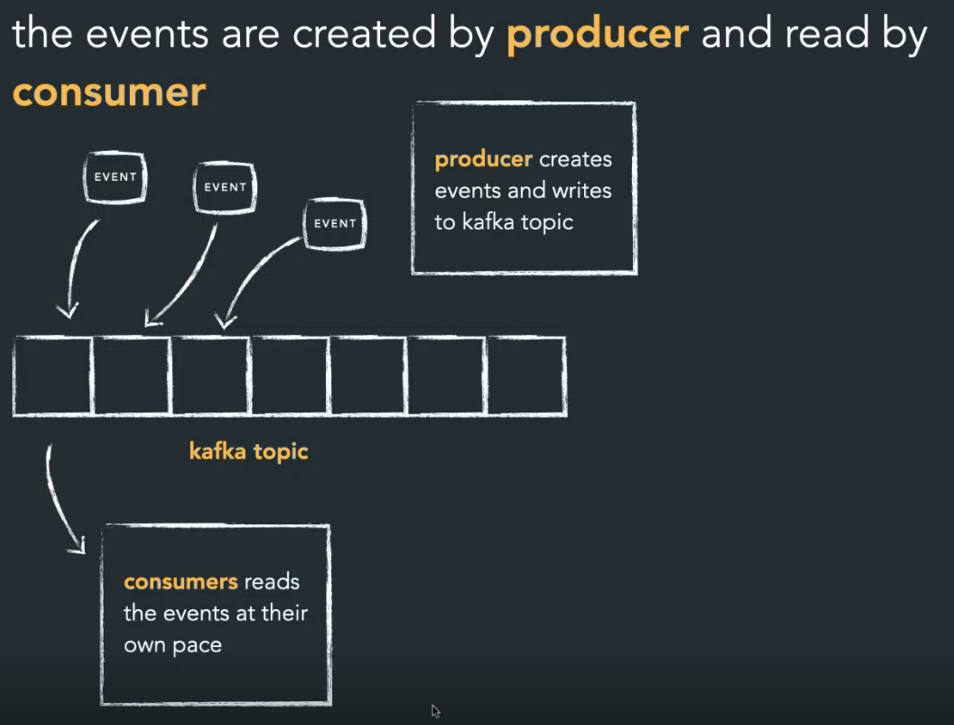 the events are created by producer and read by
consumer
EVENT
EVENT
EVENT
producer creates
events and writes
to kafka topic
kafka topic
consumers reads
the events at their
own pace